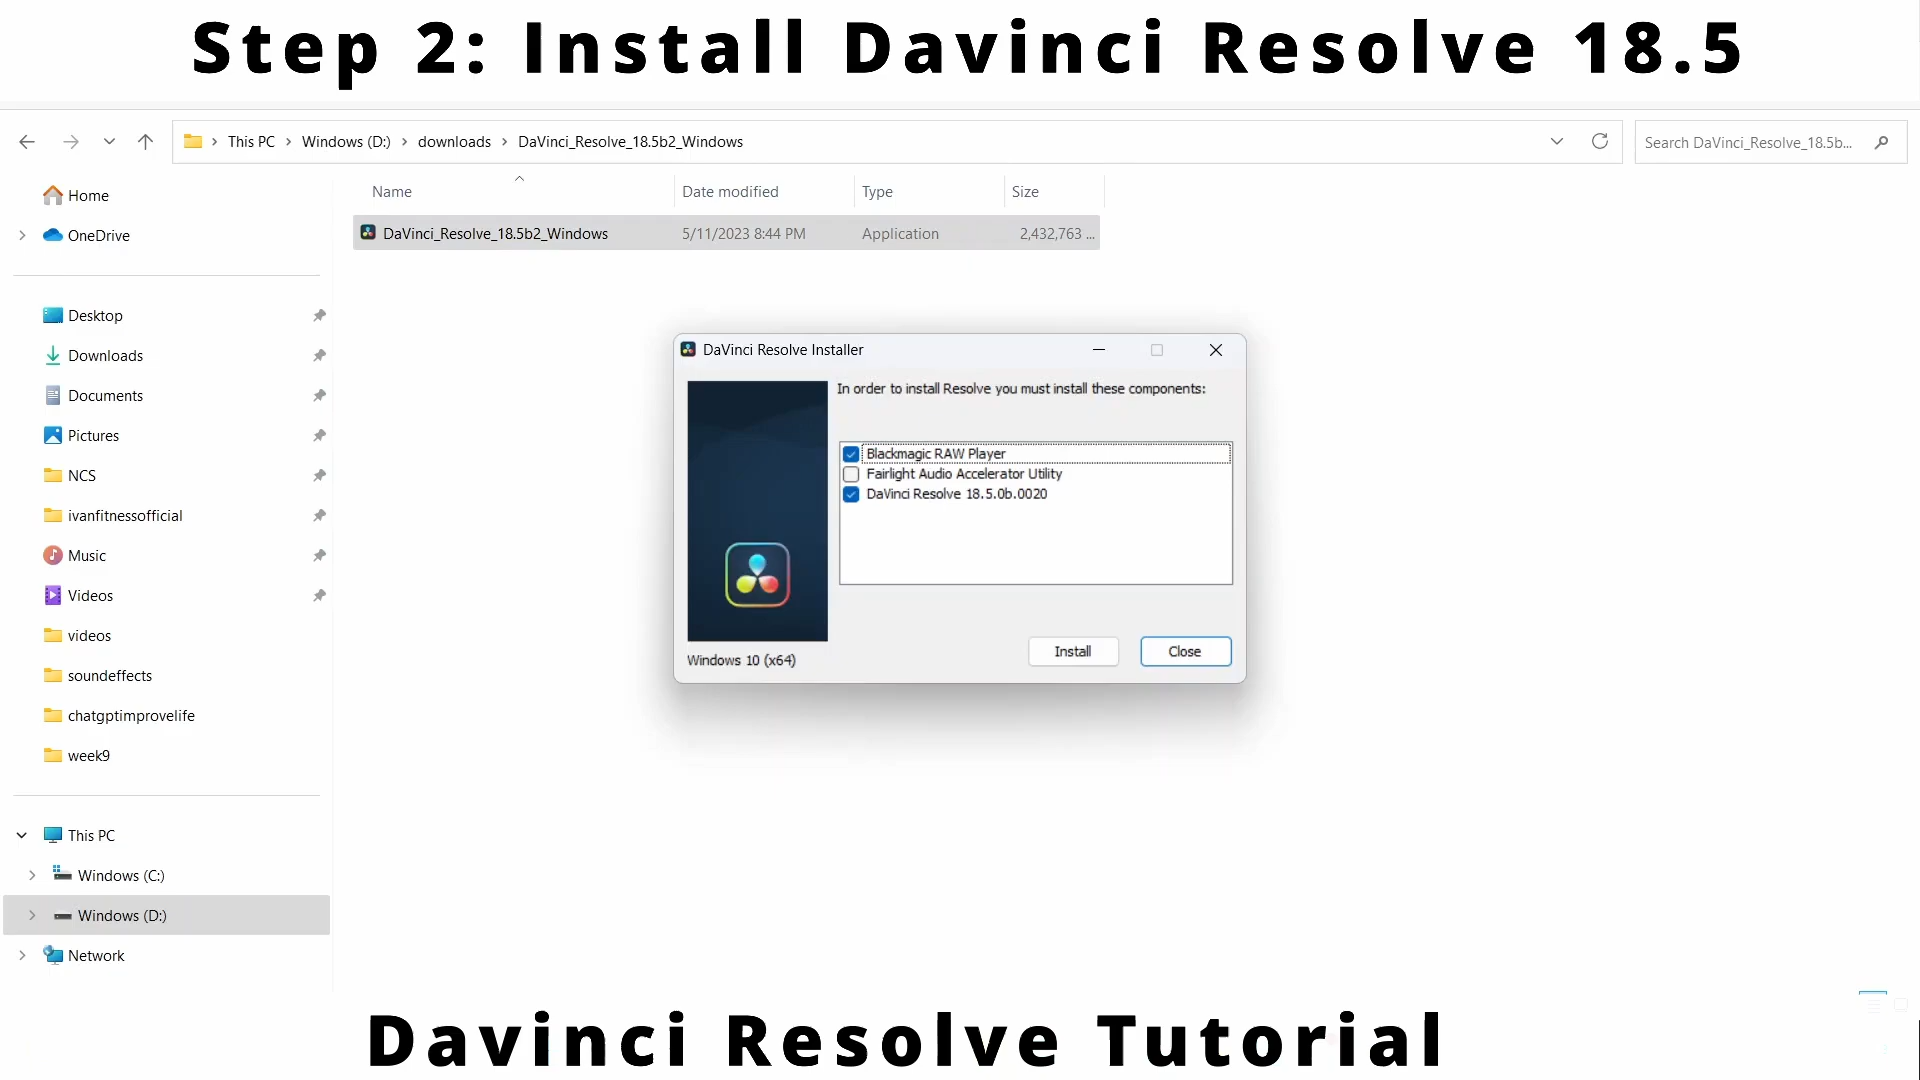 Step 2: Install Davinci Resolve 18.5
This PC
Windows (D:)
downloads
DaVinci_Resolve_18.5b2_Windows
Search DaVinci_Resolve_18.5b...
Name
Date modified
Type
Size
DaVinci_Resolve_18.5b2_Windows
5/11/2023 8:44 PM
Application
2,432,763 ...
Home
OneDrive
Desktop
Downloads
Documents
Pictures
NCS
ivanfitnessofficial
Music
Videos
videos
soundeffects
chatgptimprovelife
week9
This PC
Windows (C:)
Windows (D:)
Network
DaVinci Resolve Installer
In order to install Resolve you must install these components:
Blackmagic RAW Player
Fairlight Audio Accelerator Utility
DaVinci Resolve 18.5.0b.0020
Windows 10 (x64)
Install
Close
Davinci Resolve Tutorial